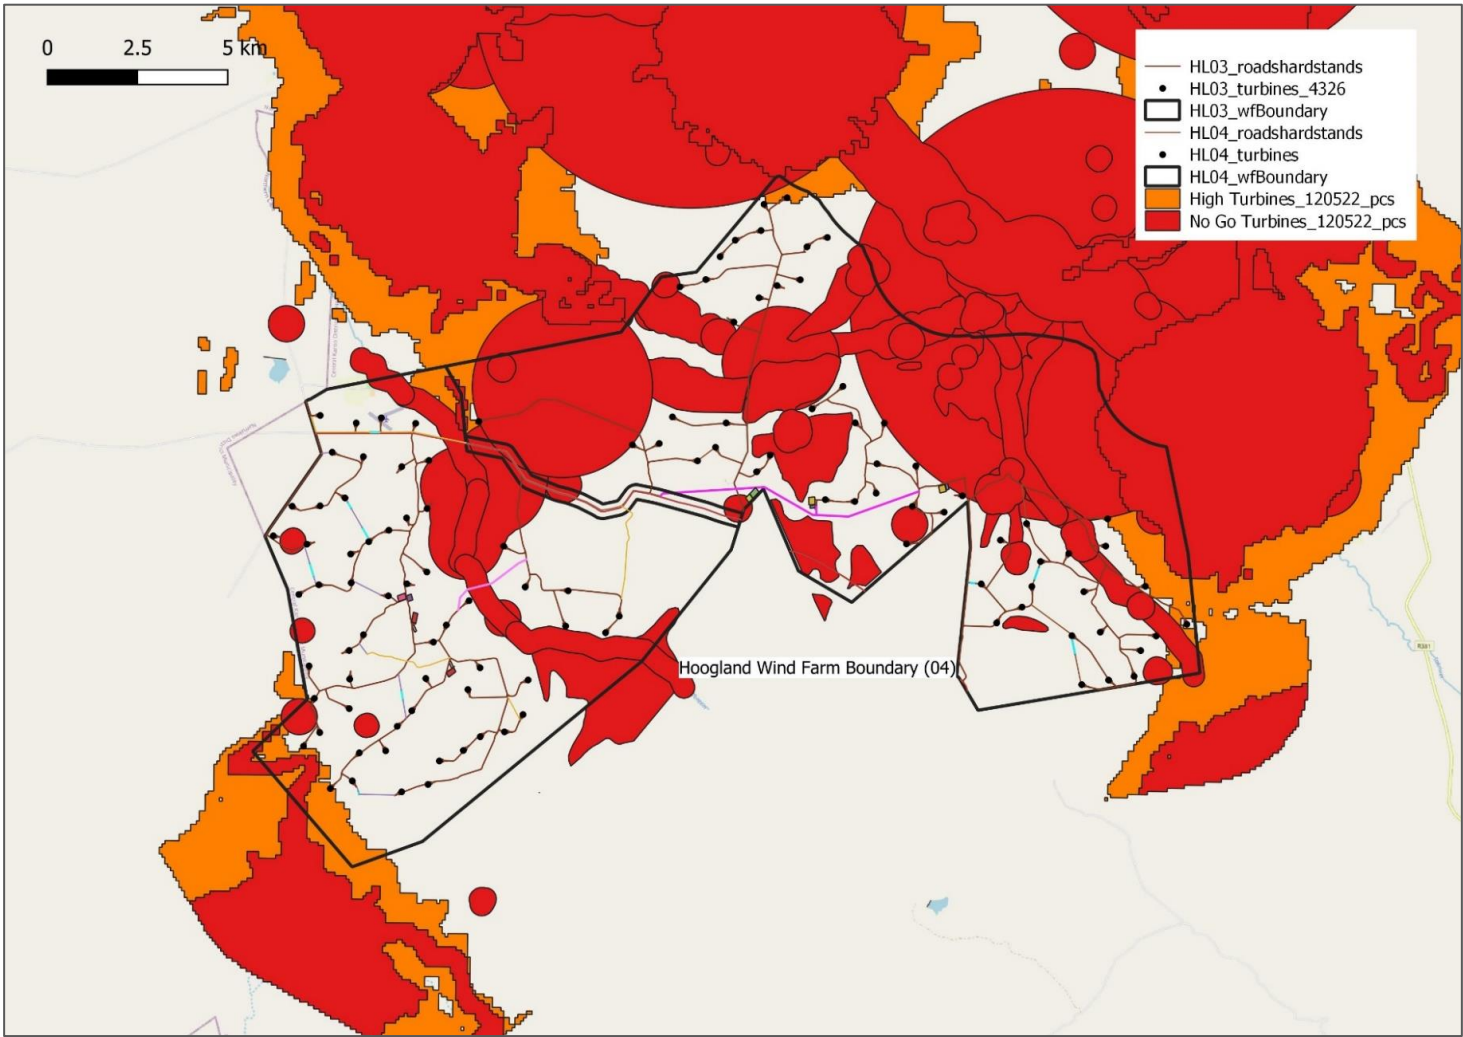 0 2.5 5 km
HL03_roadshardstands
HL03_turbines_4326
HL03_wfBoundary
HL04_roadshardstands
HL04_turbines
HL04_wfBoundary
High Turbines_120522_pcs
No Go Turbines_120522_pcs
Hoogland Wind Farm Boundary (04)
R381